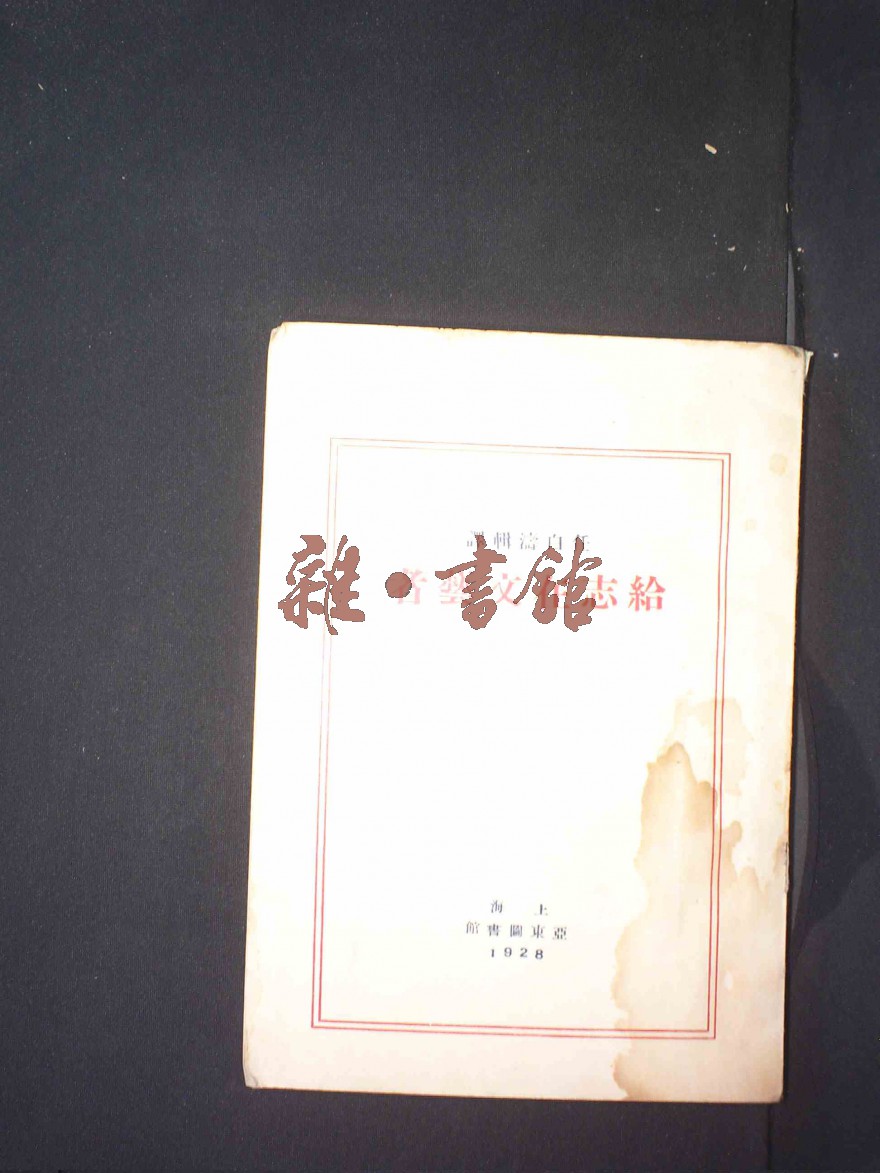 任白濤輯譯
給志在文藝者
雜·書館
上海
亞東圖書館
1928